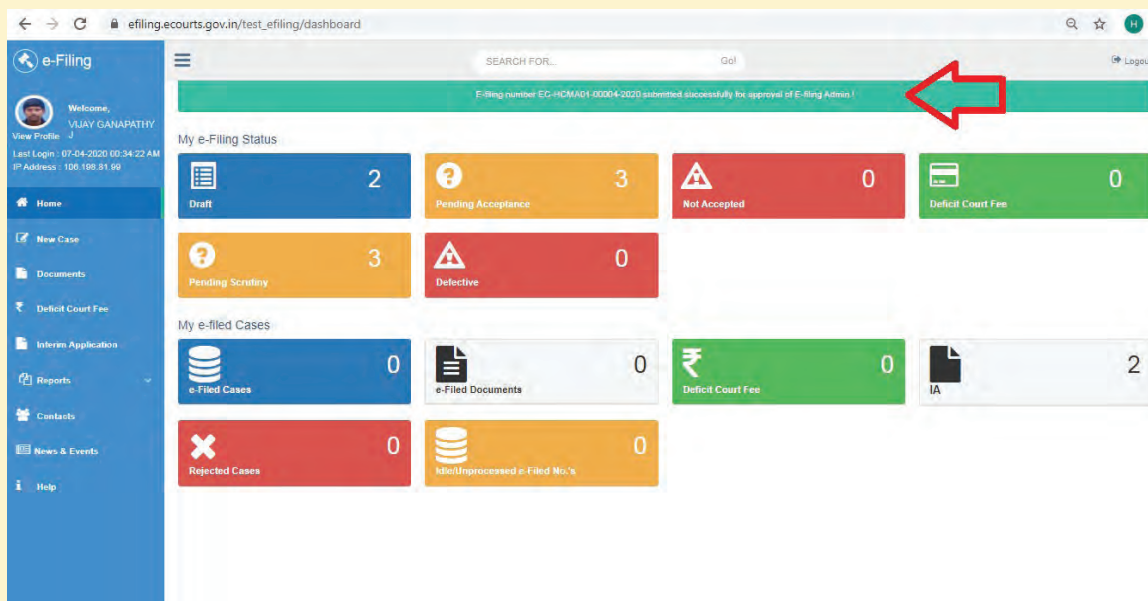 efiling.ecourts.gov.in/test_efiling/dashboard
H
e-Filing
SEARCH FOR...
Go!
Logou
E-filing number EC-HCMA01-00004-2020 submitted successfully for approval of E-filing Admin !
Welcome,
VIJAY GANAPATHY
View Profile J
Last Login : 07-04-2020 00:34:22 AM
IP Address : 106.198.81.99
Home
New Case
Documents
₹ Deficit Court Fee
Interim Application
Reports
Contacts
News & Events
i Help
My e-Filing Status
2
Draft
? 3
Pending Acceptance
0
Not Accepted
0
Deficit Court Fee
? 3
Pending Scrutiny
0
Defective
My e-filed Cases
0
e-Filed Cases
0
e-Filed Documents
₹ 0
Deficit Court Fee
2
IA
0
Rejected Cases
0
Idle/Unprocessed e-Filed No.'s